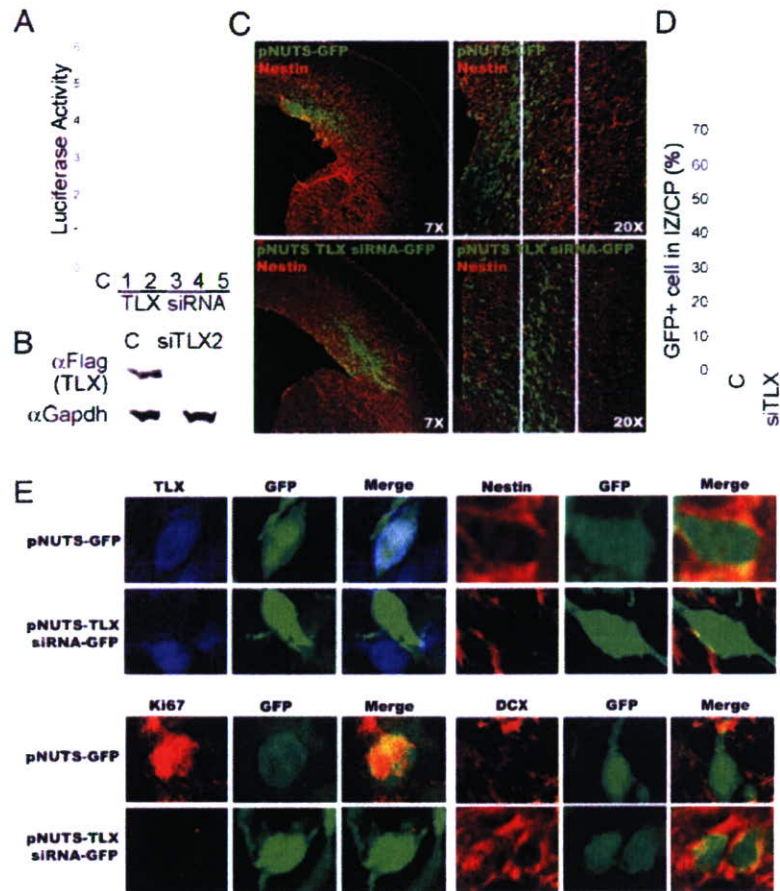 A
6
5
4
3
2
1
0
Luciferase Activity
C 1 2 3 4 5
TLX siRNA
B
C siTLX2
αFlag
(TLX)
αGapdh
C
pNUTS-GFP
Nestin
7X
pNUTS-GFP
Nestin
20X
pNUTS TLX siRNA-GFP
Nestin
7X
pNUTS TLX siRNA-GFP
Nestin
20X
D
GFP+ cell in IZ/CP (%)
70
60
50
40
30
20
10
0
C
siTLX
E
TLX GFP Merge Nestin GFP Merge
pNUTS-GFP
pNUTS-TLX
siRNA-GFP
Ki67 GFP Merge DCX GFP Merge
pNUTS-GFP
pNUTS-TLX
siRNA-GFP